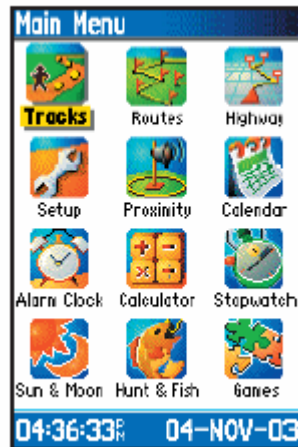 Main Menu
Tracks Routes Highway
Setup Proximity Calendar
Alarm Clock Calculator Stopwatch
Sun & Moon Hunt & Fish Games
04:36:33PM 04-NOV-03